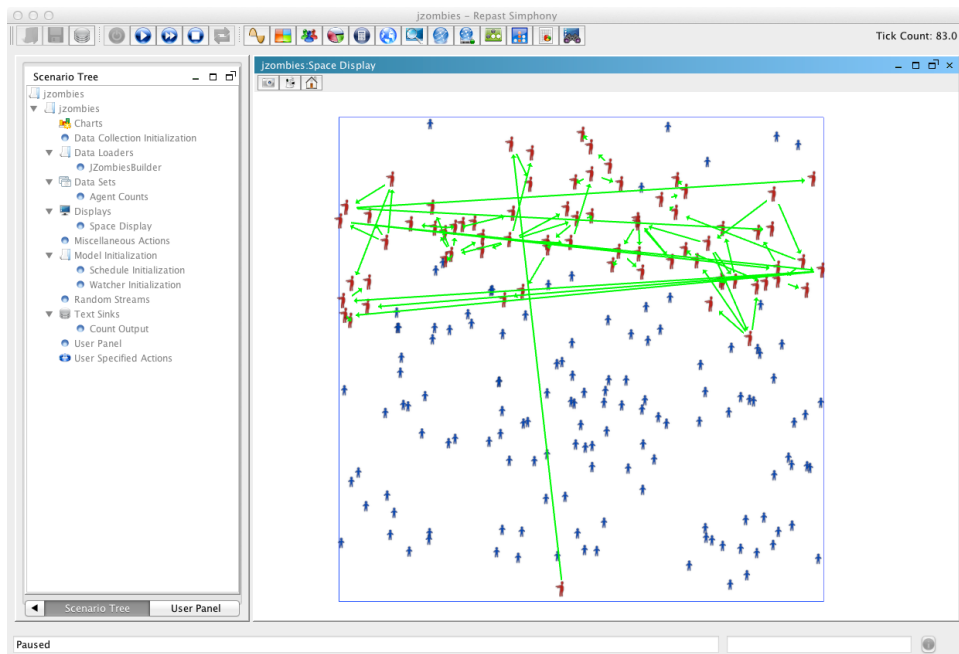 jzombies - Repast Simphony
Tick Count: 83.0
Scenario Tree
jzombies
jzombies
Charts
Data Collection Initialization
Data Loaders
JZombiesBuilder
Data Sets
Agent Counts
Displays
Space Display
Miscellaneous Actions
Model Initialization
Schedule Initialization
Watcher Initialization
Random Streams
Text Sinks
Count Output
User Panel
User Specified Actions
Scenario Tree
User Panel
jzombies:Space Display
Paused